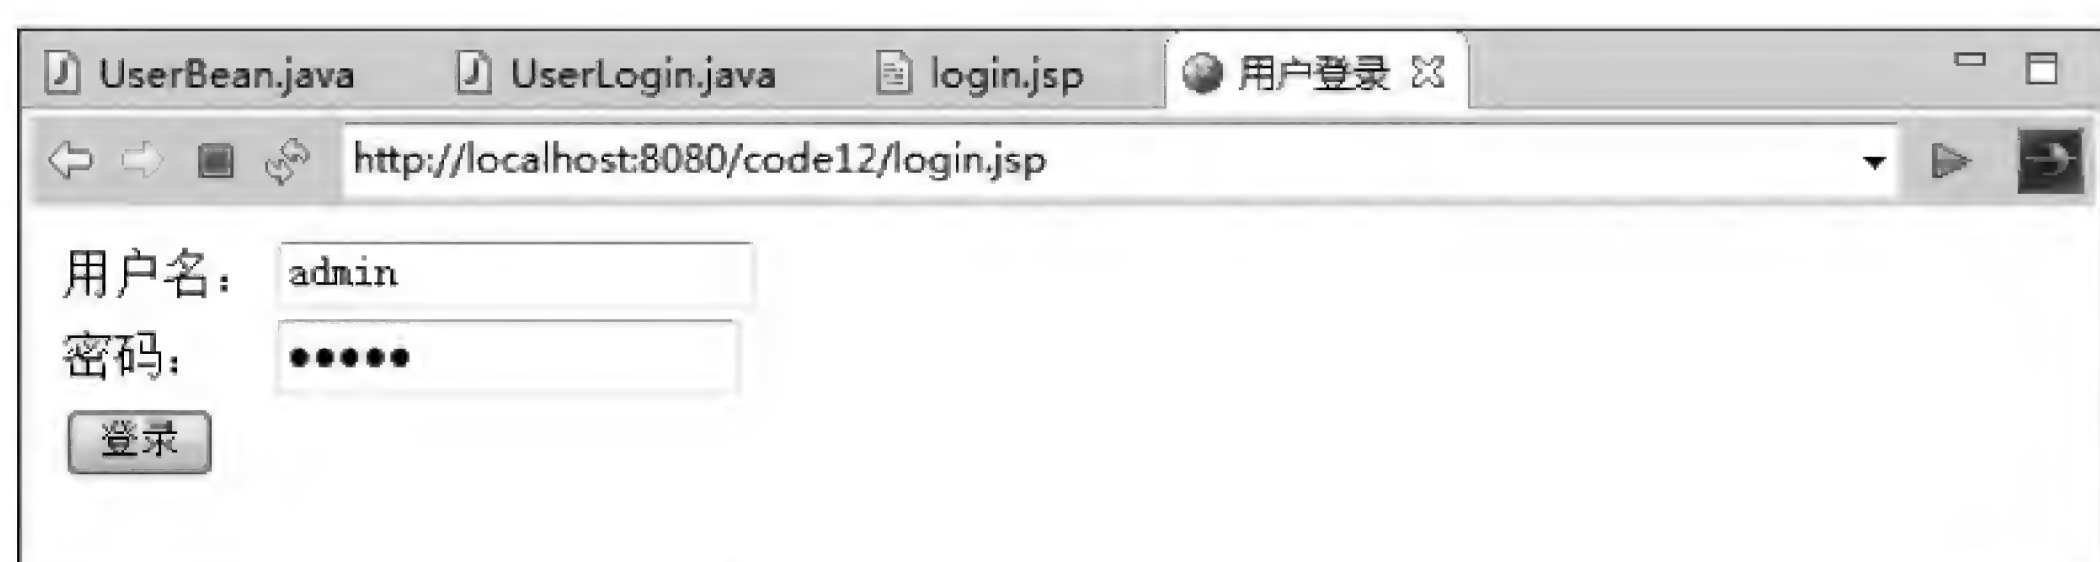 UserBean.java UserLogin.java login.jsp 用户登录
http://localhost:8080/code12/login.jsp
用户名： admin
密码： •••••
登录